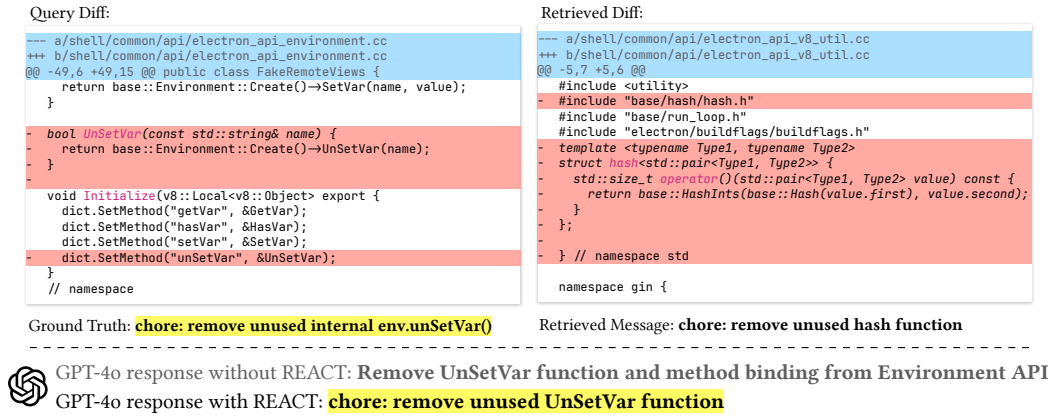 Query Diff:
--- a/shell/common/api/electron_api_environment.cc
+++ b/shell/common/api/electron_api_environment.cc
@@ -49,6 +49,15 @@ public class FakeRemoteViews {
    return base::Environment::Create()->SetVar(name, value);
  }
- bool UnSetVar(const std::string& name) {
-   return base::Environment::Create()->UnSetVar(name);
- }
-
  void Initialize(v8::Local<v8::Object> export {
    dict.SetMethod("getVar", &GetVar);
    dict.SetMethod("hasVar", &HasVar);
    dict.SetMethod("setVar", &SetVar);
-   dict.SetMethod("unSetVar", &UnSetVar);
  }
  // namespace
Ground Truth: chore: remove unused internal env.unSetVar()
Retrieved Diff:
--- a/shell/common/api/electron_api_v8_util.cc
+++ b/shell/common/api/electron_api_v8_util.cc
@@ -5,7 +5,6 @@
  #include <utility>
- #include "base/hash/hash.h"
  #include "base/run_loop.h"
  #include "electron/buildflags/buildflags.h"
- template <typename Type1, typename Type2>
- struct hash<std::pair<Type1, Type2>> {
-   std::size_t operator()(std::pair<Type1, Type2> value) const {
-     return base::HashInts(base::Hash(value.first), value.second);
-   }
- };
-
- } // namespace std
  namespace gin {
Retrieved Message: chore: remove unused hash function
GPT-4o response without REACT: Remove UnSetVar function and method binding from Environment API
GPT-4o response with REACT: chore: remove unused UnSetVar function